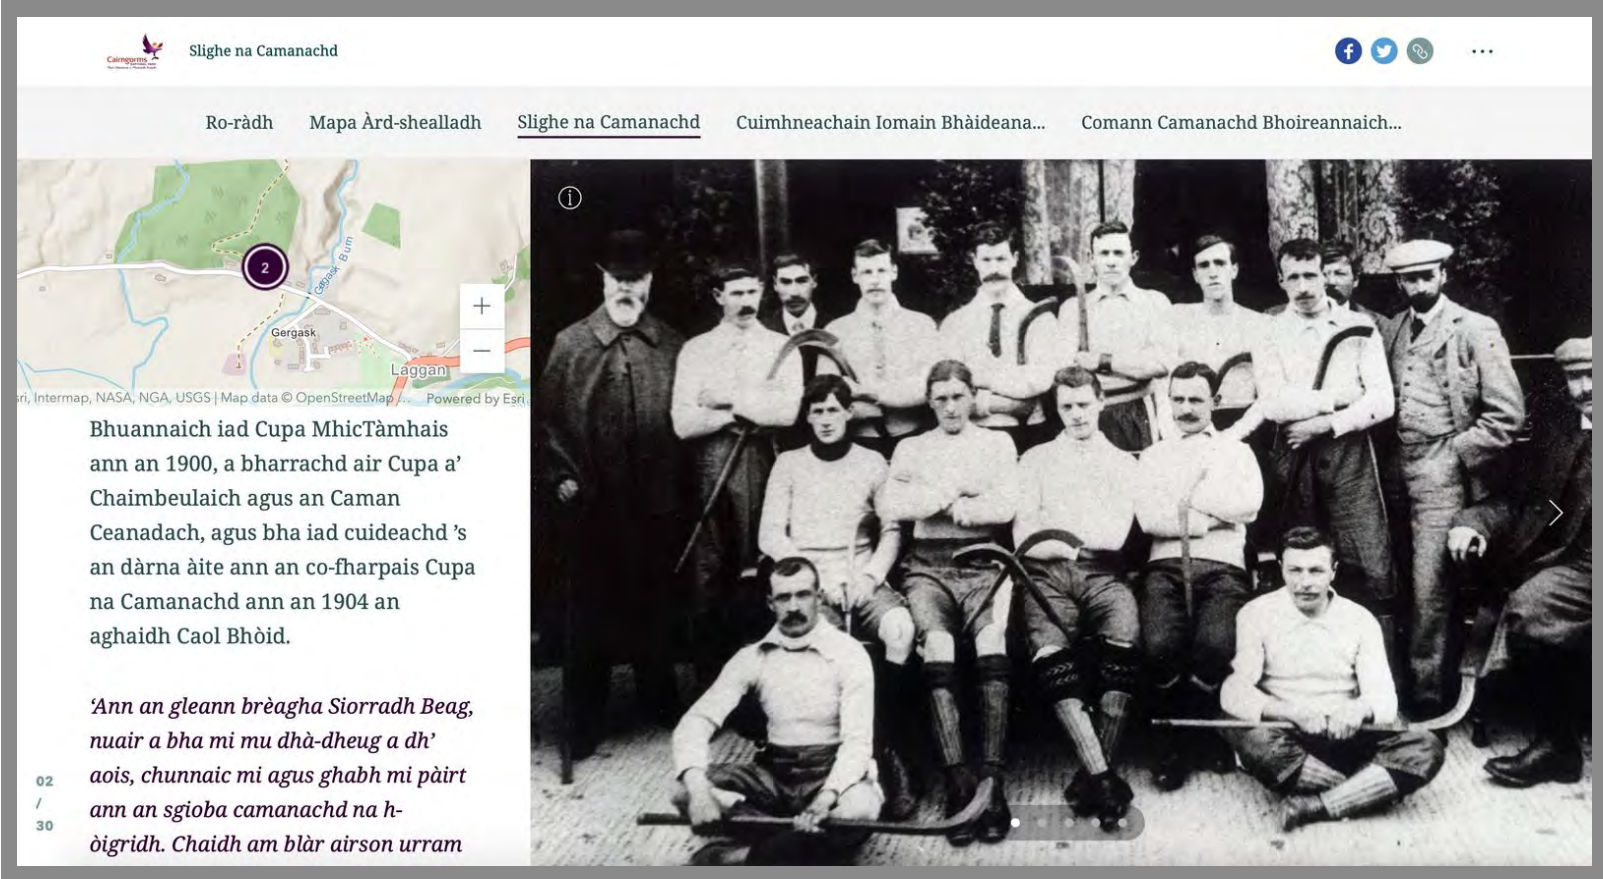 Cairngorms
Slighe na Camanachd
Ro-ràdh
Mapa Àrd-shealladh
Slighe na Camanachd
Cuimhneachain Iomain Bhàideana...
Comann Camanachd Bhoireannaich...
2
Gergask Burn
Gergask
Laggan
+
−
sri, Intermap, NASA, NGA, USGS | Map data © OpenStreetMap ...
Powered by Esri
Bhuannaich iad Cupa MhicTàmhais
ann an 1900, a bharrachd air Cupa a’
Chaimbeulaich agus an Caman
Ceanadach, agus bha iad cuideachd ’s
an dàrna àite ann an co-fharpais Cupa
na Camanachd ann an 1904 an
aghaidh Caol Bhòid.
‘Ann an gleann brèagha Siorradh Beag,
nuair a bha mi mu dhà-dheug a dh’
aois, chunnaic mi agus ghabh mi pàirt
ann an sgioba camanachd na h-
òigridh. Chaidh am blàr airson urram
02
/
30